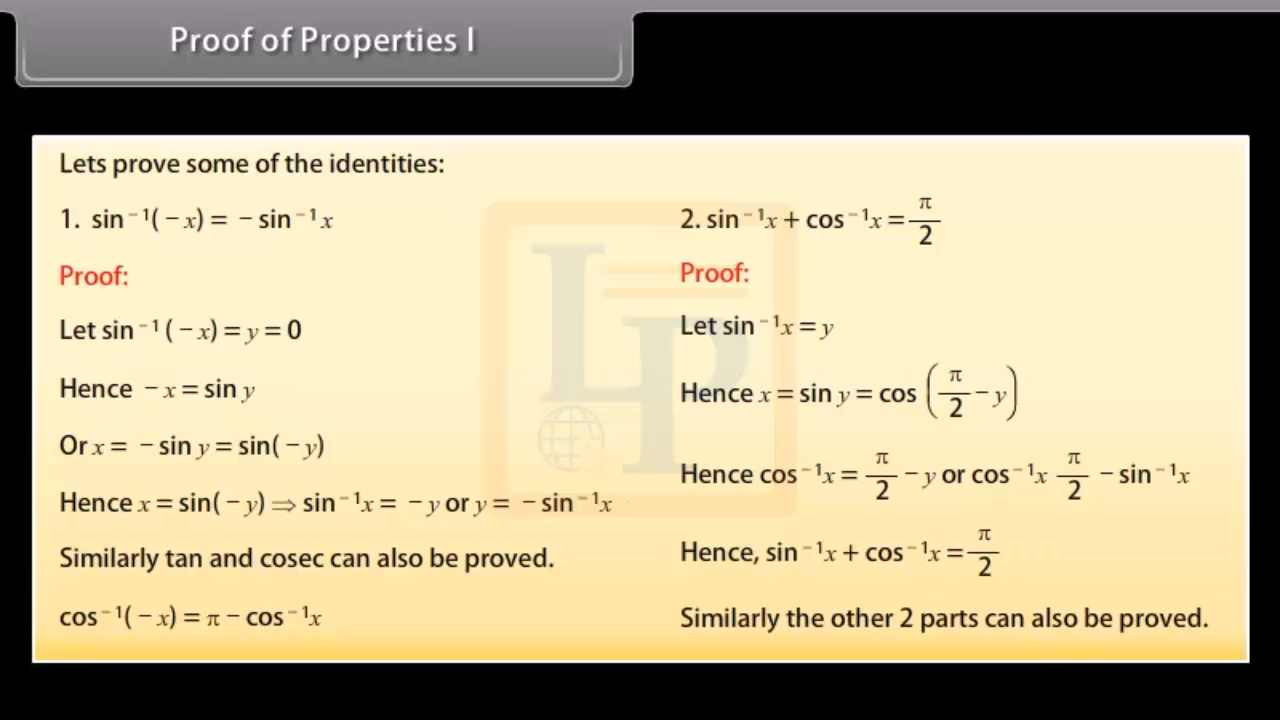 Proof of Properties I
Lets prove some of the identities:
1. sin⁻¹(−x) = −sin⁻¹x
Proof:
Let sin⁻¹(−x) = y = 0
Hence −x = sin y
Or x = −sin y = sin(−y)
Hence x = sin(−y) ⇒ sin⁻¹x = −y or y = −sin⁻¹x
Similarly tan and cosec can also be proved.
cos⁻¹(−x) = π − cos⁻¹x
2. sin⁻¹x + cos⁻¹x = π/2
Proof:
Let sin⁻¹x = y
Hence x = sin y = cos (π/2 − y)
Hence cos⁻¹x = π/2 − y or cos⁻¹x π/2 − sin⁻¹x
Hence, sin⁻¹x + cos⁻¹x = π/2
Similarly the other 2 parts can also be proved.
LP